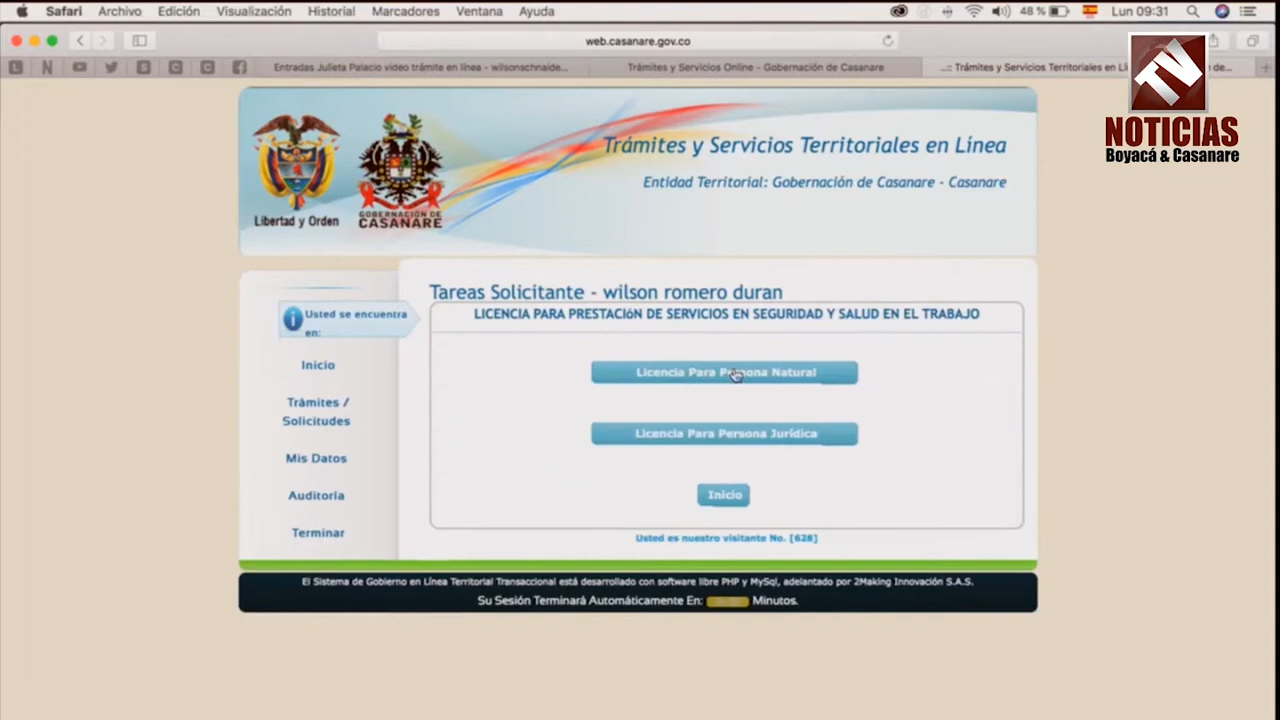 Safari Archivo Edición Visualización Historial Marcadores Ventana Ayuda 48 % Lun 09:31
web.casanare.gov.co
Entradas Julieta Palacio video trámite en línea - wilsonschnaide... Trámites y Servicios Online - Gobernación de Casanare ...:: Trámites y Servicios Territoriales en Lí de...
TV
NOTICIAS
Boyacá & Casanare
Trámites y Servicios Territoriales en Línea
Entidad Territorial: Gobernación de Casanare - Casanare
Libertad y Orden
GOBERNACIÓN DE
CASANARE
Tareas Solicitante - wilson romero duran
LICENCIA PARA PRESTACIóN DE SERVICIOS EN SEGURIDAD Y SALUD EN EL TRABAJO
Usted se encuentra
en:
Inicio
Trámites /
Solicitudes
Mis Datos
Auditoría
Terminar
Licencia Para Persona Natural
Licencia Para Persona Jurídica
Inicio
Usted es nuestro visitante No. [628]
El Sistema de Gobierno en Línea Territorial Transaccional está desarrollado con software libre PHP y MySql, adelantado por 2Making Innovación S.A.S.
Su Sesión Terminará Automáticamente En: Minutos.